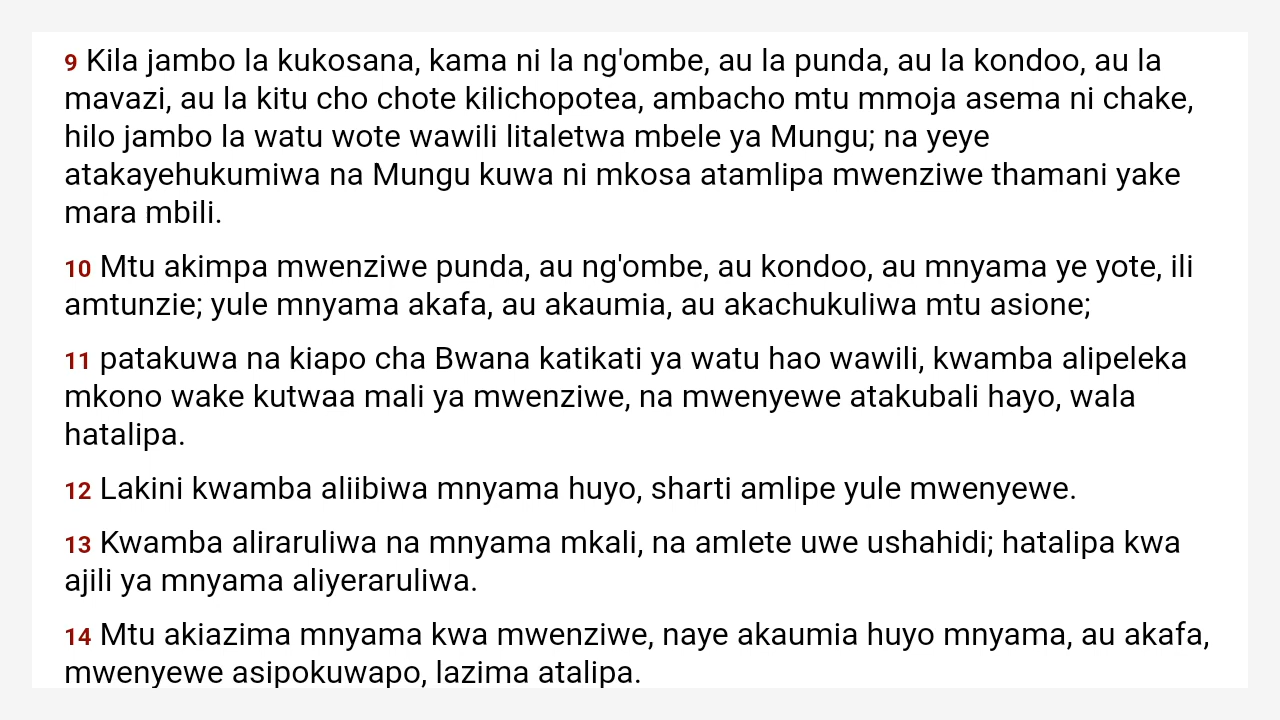 9 Kila jambo la kukosana, kama ni la ng'ombe, au la punda, au la kondoo, au la
mavazi, au la kitu cho chote kilichopotea, ambacho mtu mmoja asema ni chake,
hilo jambo la watu wote wawili litaletwa mbele ya Mungu; na yeye
atakayehukumiwa na Mungu kuwa ni mkosa atamlipa mwenziwe thamani yake
mara mbili.
10 Mtu akimpa mwenziwe punda, au ng'ombe, au kondoo, au mnyama ye yote, ili
amtunzie; yule mnyama akafa, au akaumia, au akachukuliwa mtu asione;
11 patakuwa na kiapo cha Bwana katikati ya watu hao wawili, kwamba alipeleka
mkono wake kutwaa mali ya mwenziwe, na mwenyewe atakubali hayo, wala
hatalipa.
12 Lakini kwamba aliibiwa mnyama huyo, sharti amlipe yule mwenyewe.
13 Kwamba aliraruliwa na mnyama mkali, na amlete uwe ushahidi; hatalipa kwa
ajili ya mnyama aliyeraruliwa.
14 Mtu akiazima mnyama kwa mwenziwe, naye akaumia huyo mnyama, au akafa,
mwenyewe asipokuwapo, lazima atalipa.